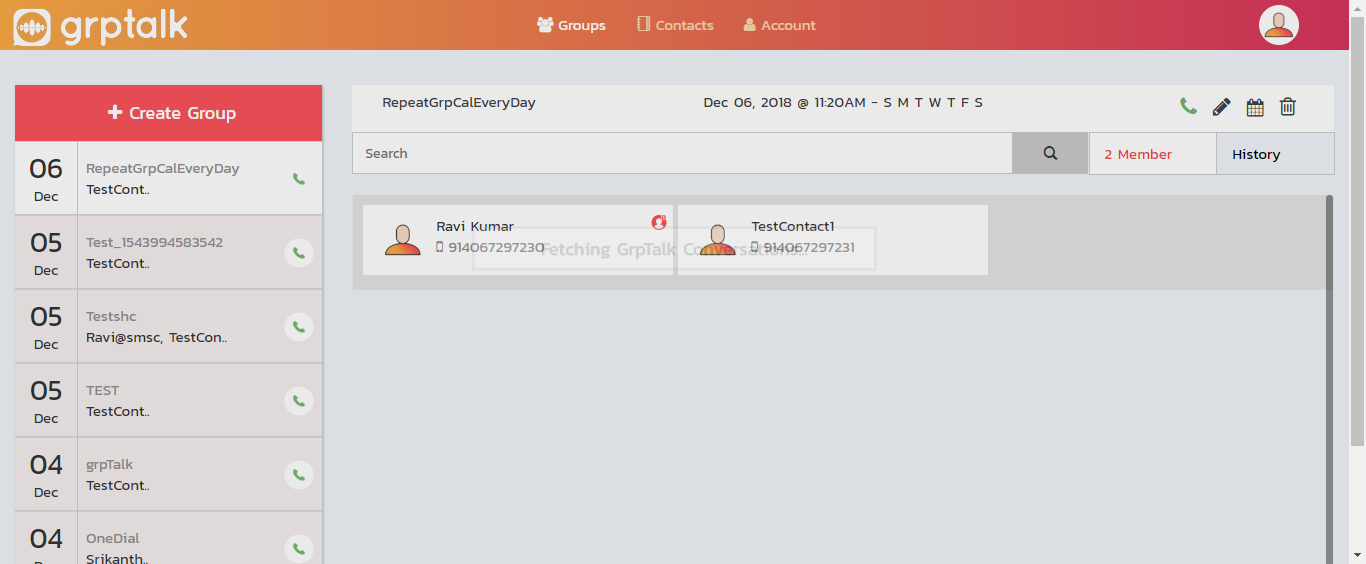 grptalk
Groups
Contacts
Account
Create Group
06
Dec
RepeatGrpCalEveryDay
TestCont..
05
Dec
Test_1543994583542
TestCont..
05
Dec
Testshc
Ravi@smsc, TestCon..
05
Dec
TEST
TestCont..
04
Dec
grpTalk
TestCont..
04
Dec
OneDial
Srikanth..
RepeatGrpCalEveryDay
Dec 06, 2018 @ 11:20AM - S M T W T F S
Search
2 Member
History
Ravi Kumar
914067297230
TestContact1
914067297231
Fetching GrpTalk Conversations...